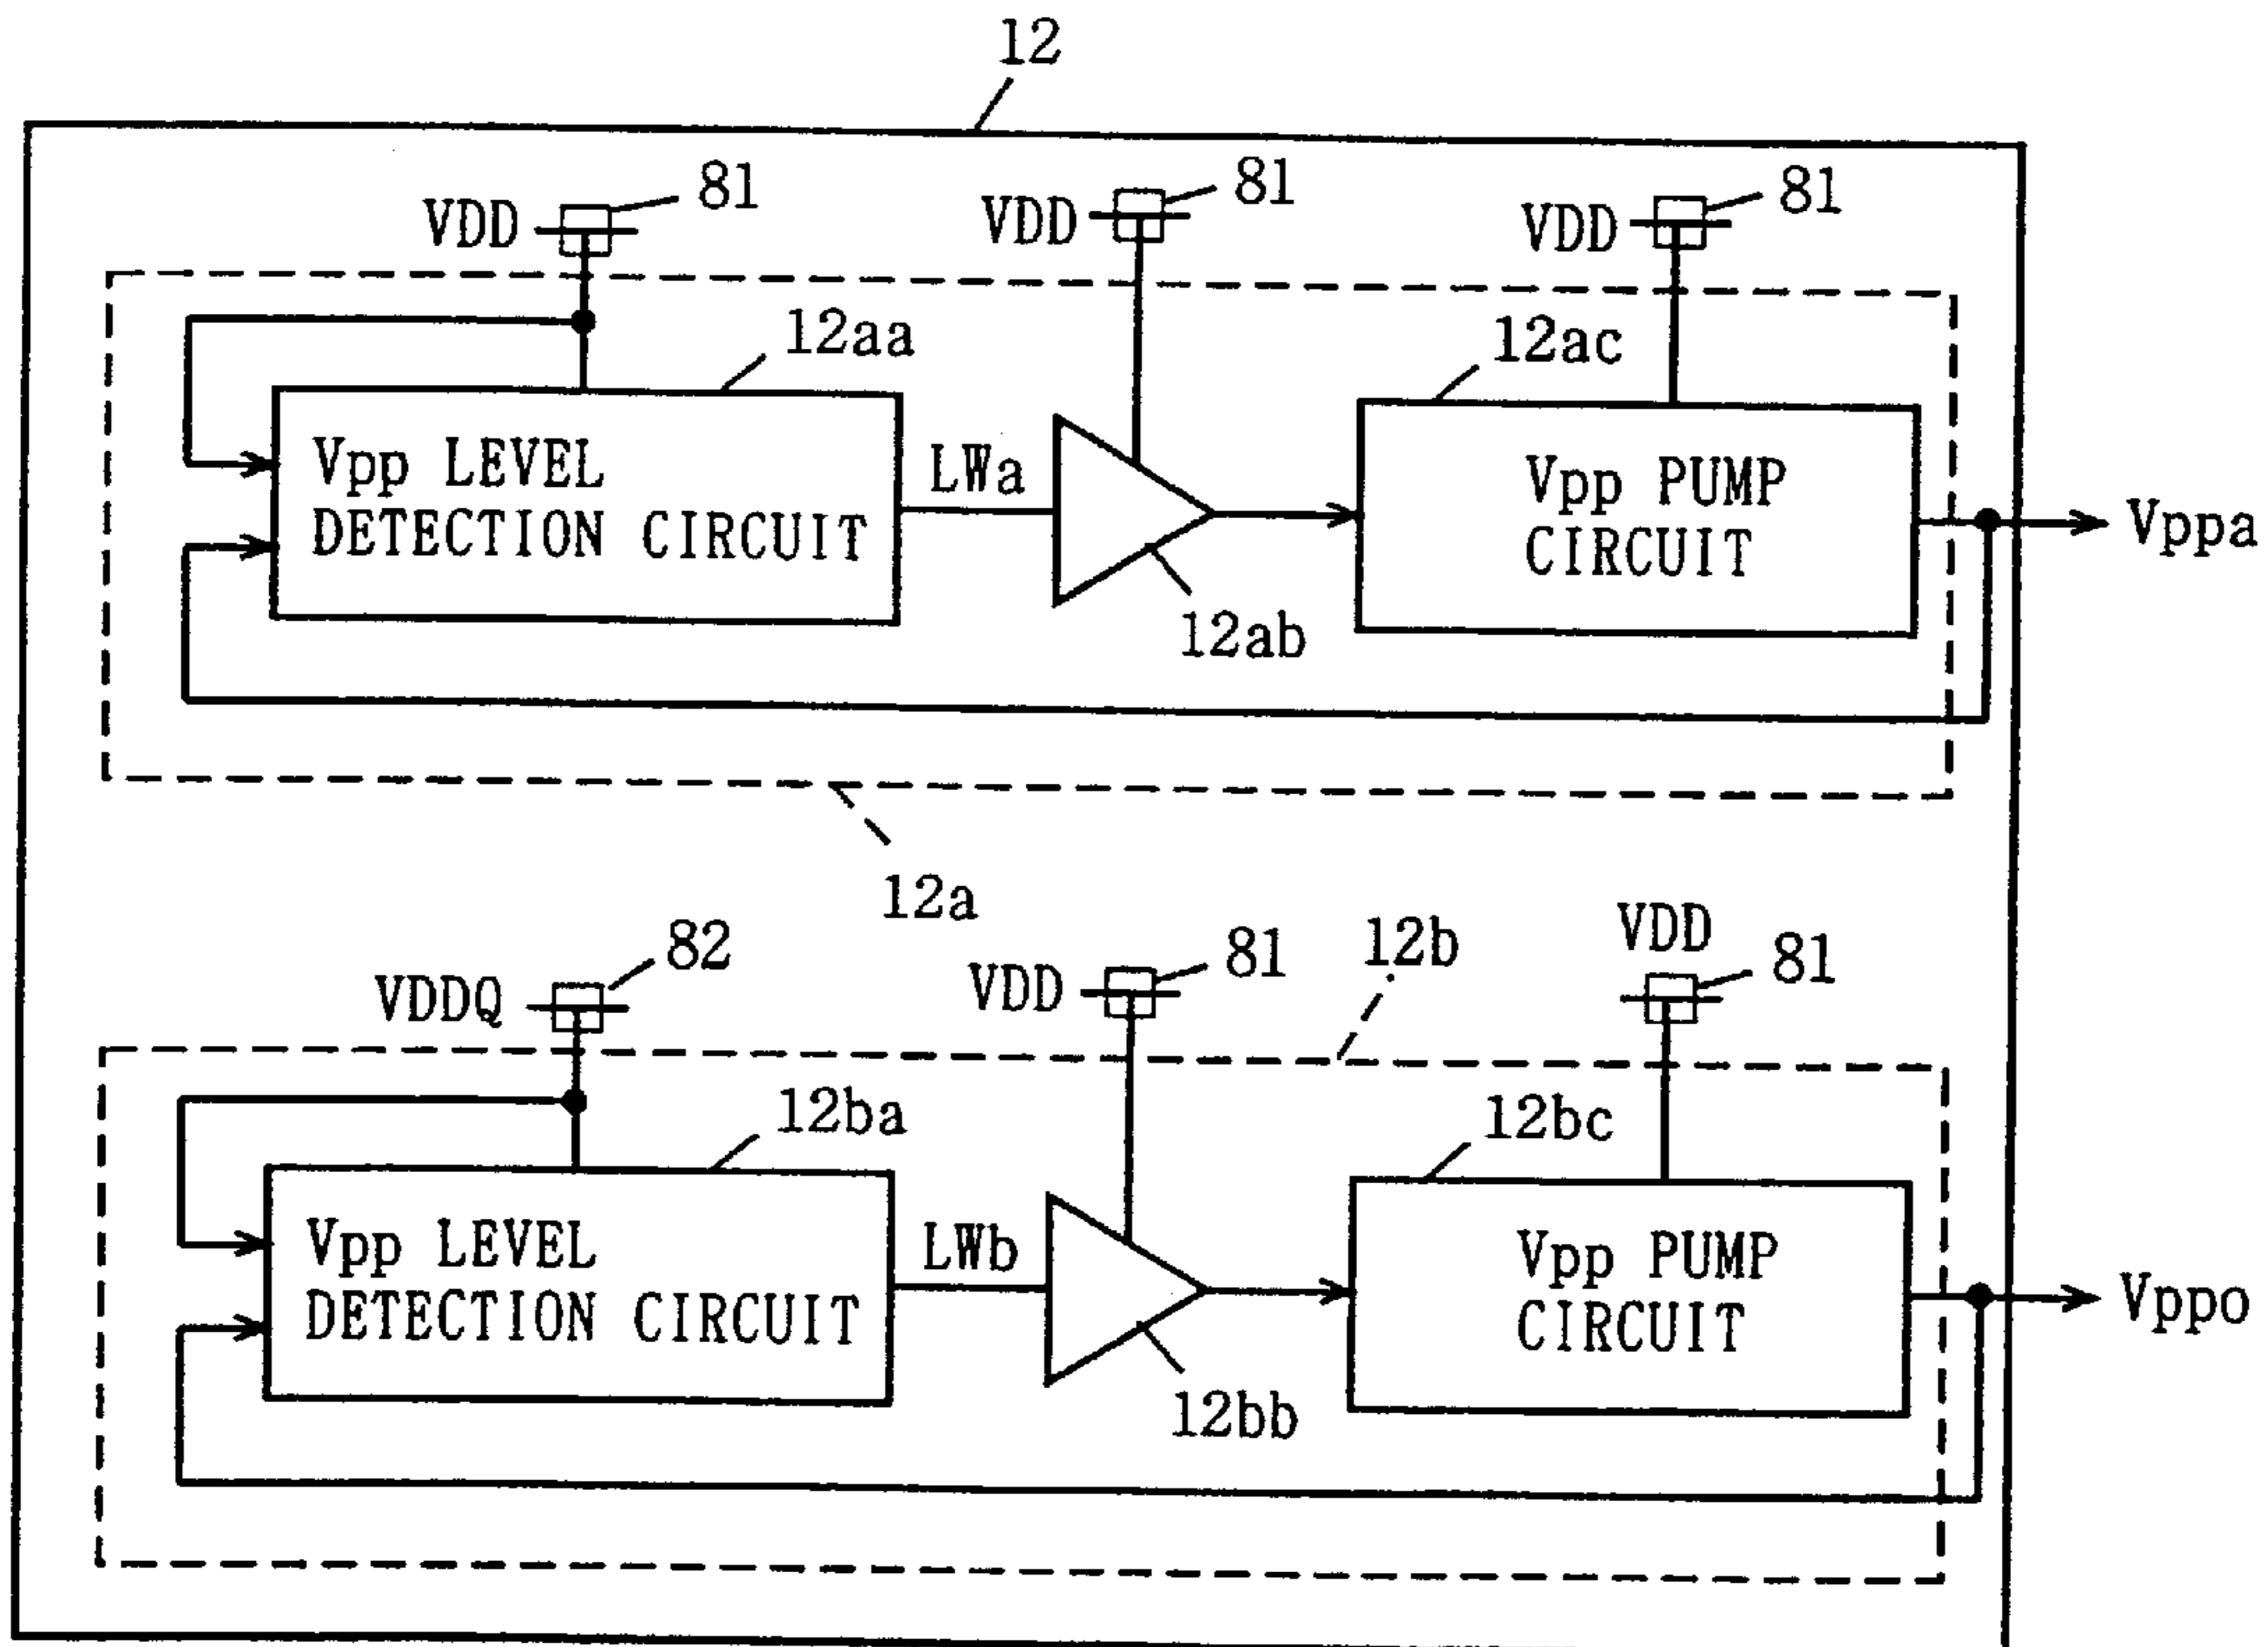 12
VDD 81
VDD 81
VDD 81
12aa
12ac
Vpp LEVEL
DETECTION CIRCUIT
LWa
Vpp PUMP
CIRCUIT
Vppa
12ab
12a
VDDQ 82
VDD 81
12b
VDD 81
12ba
12bc
Vpp LEVEL
DETECTION CIRCUIT
LWb
Vpp PUMP
CIRCUIT
Vppo
12bb